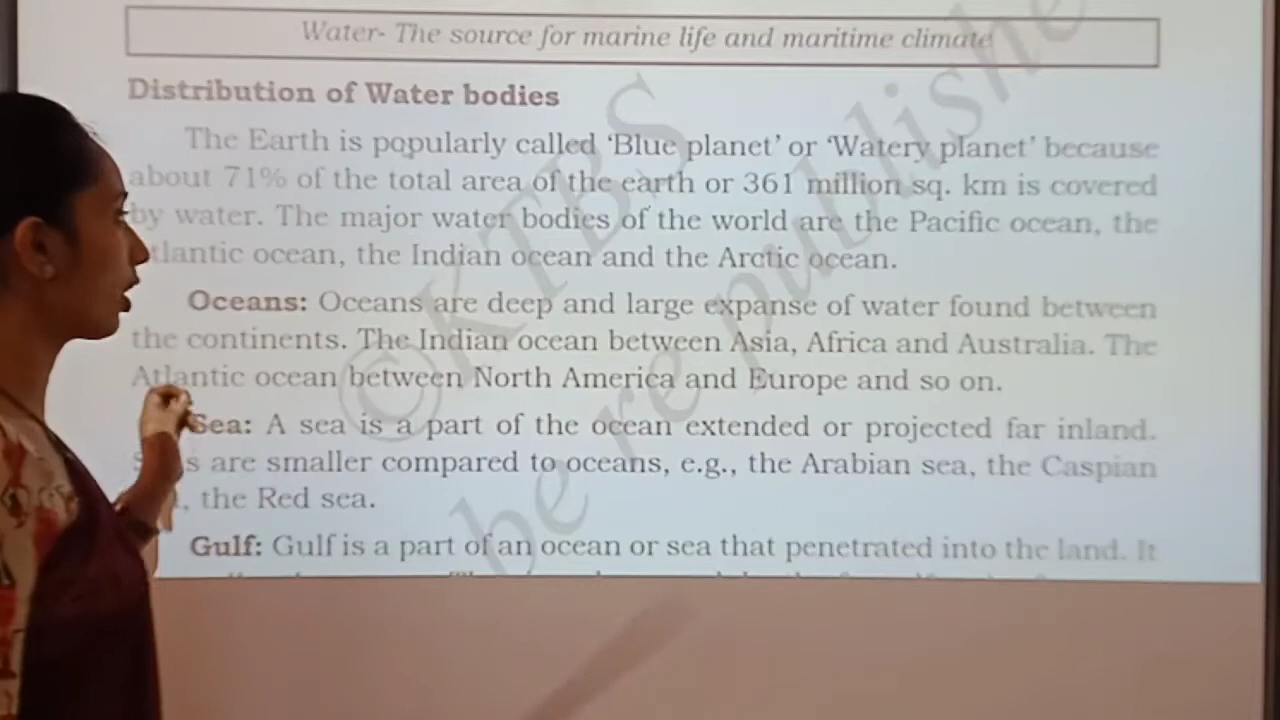 Water- The source for marine life and maritime climate
Distribution of Water bodies
The Earth is popularly called ‘Blue planet’ or ‘Watery planet’ because
about 71% of the total area of the earth or 361 million sq. km is covered
by water. The major water bodies of the world are the Pacific ocean, the
tlantic ocean, the Indian ocean and the Arctic ocean.
Oceans: Oceans are deep and large expanse of water found between
the continents. The Indian ocean between Asia, Africa and Australia. The
Atlantic ocean between North America and Europe and so on.
Sea: A sea is a part of the ocean extended or projected far inland.
are smaller compared to oceans, e.g., the Arabian sea, the Caspian
, the Red sea.
Gulf: Gulf is a part of an ocean or sea that penetrated into the land. It
©KTBS
be republishe